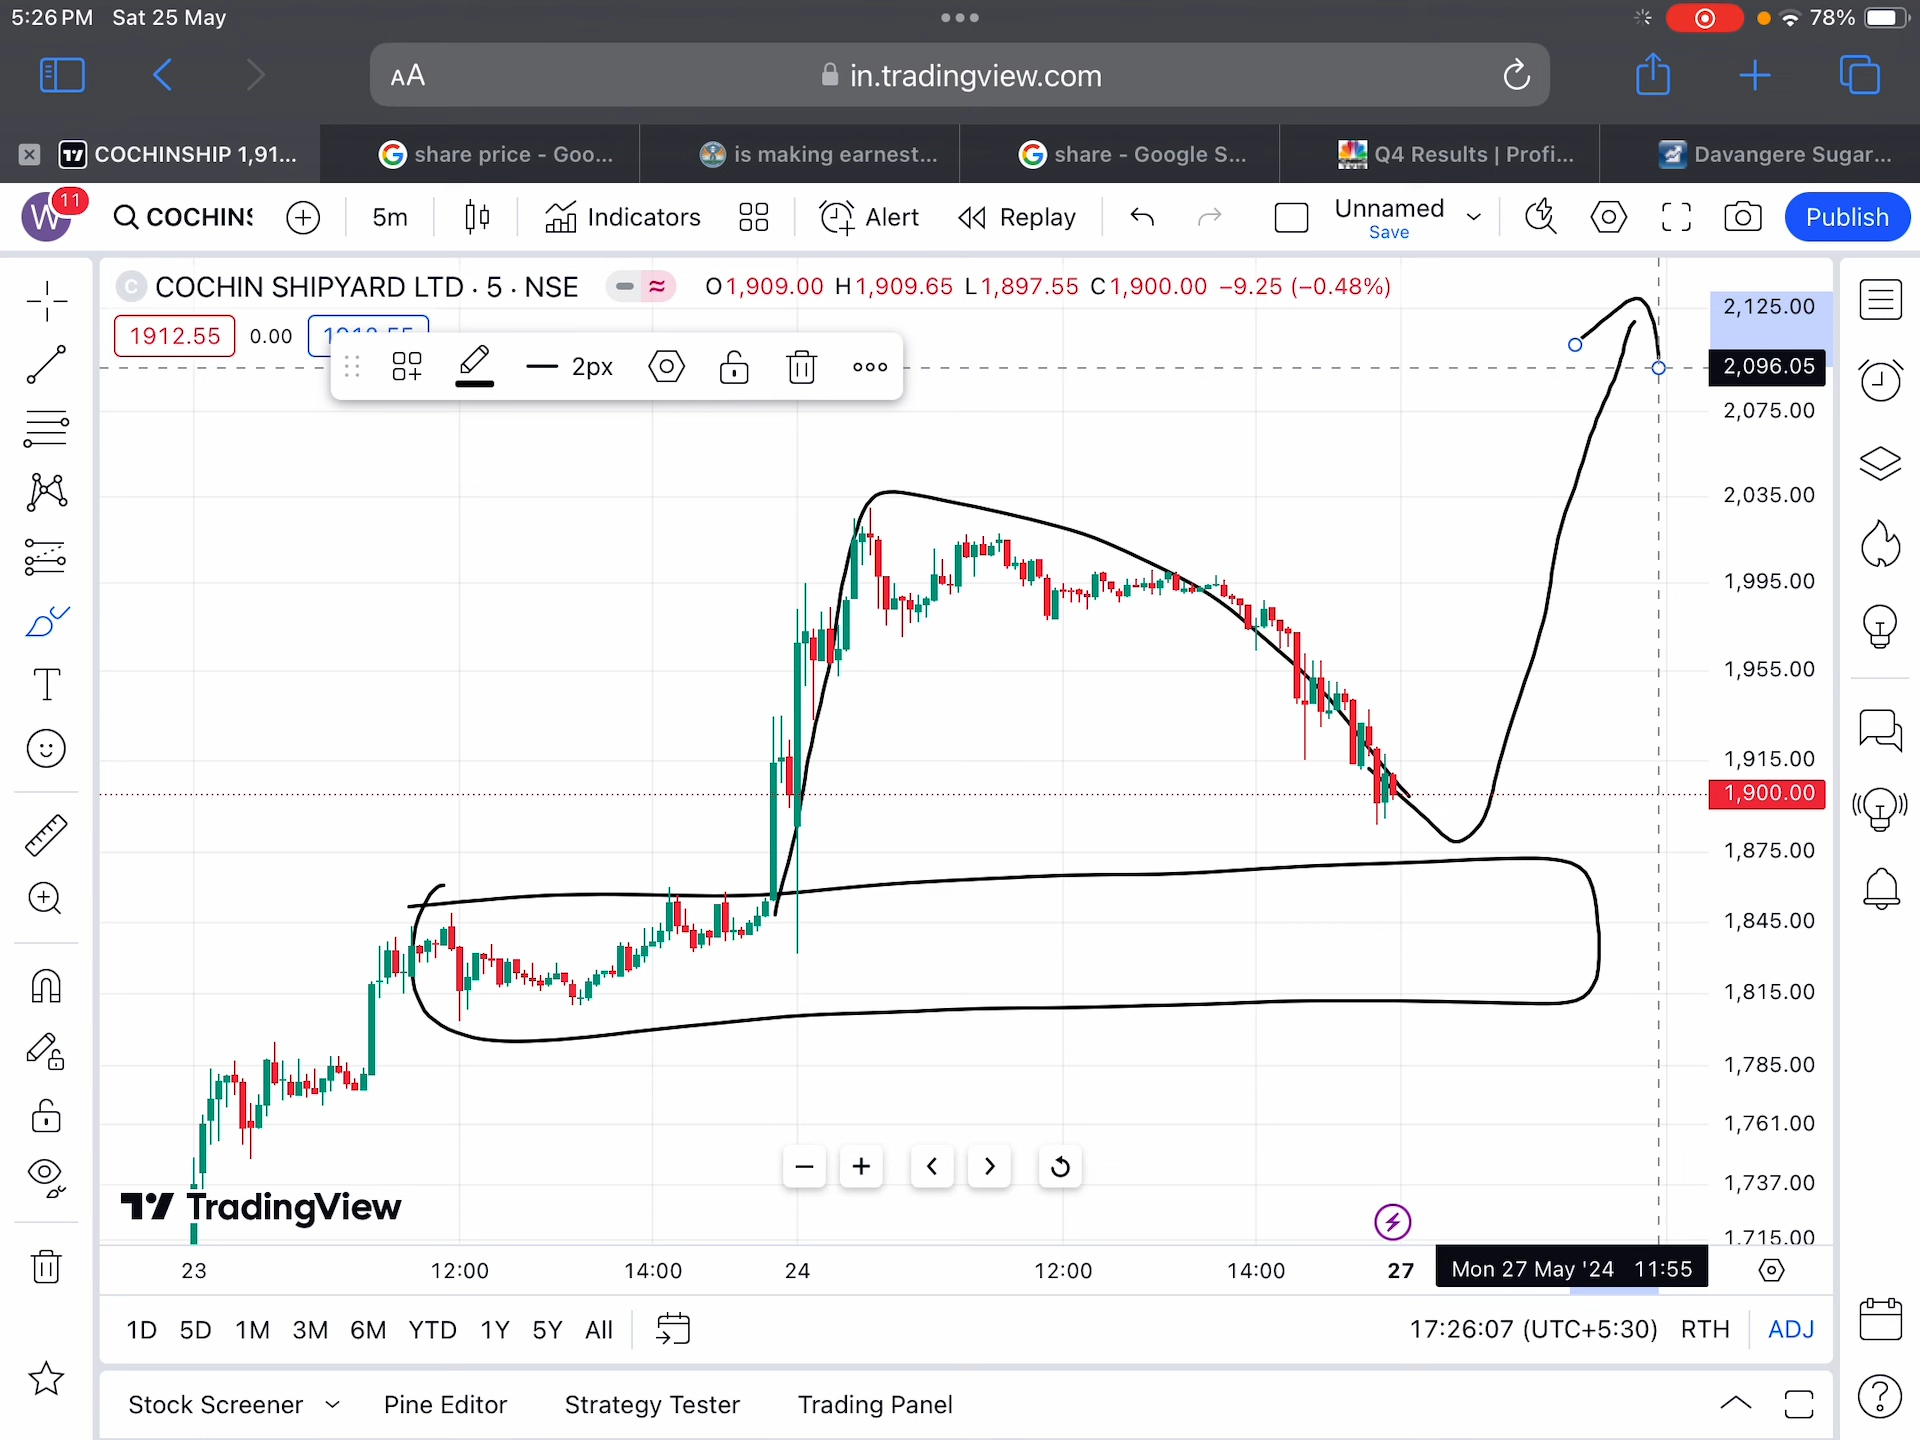 5:26 PM Sat 25 May
78%
AA in.tradingview.com
COCHINSHIP 1,91...
share price - Goo...
is making earnest...
share - Google S...
Q4 Results | Profi...
Davangere Sugar...
W 11 COCHINS 5m Indicators Alert Replay Unnamed Save Publish
C COCHIN SHIPYARD LTD · 5 · NSE O1,909.00 H1,909.65 L1,897.55 C1,900.00 −9.25 (−0.48%)
1912.55 0.00
2px
2,125.00
2,096.05
2,075.00
2,035.00
1,995.00
1,955.00
1,915.00
1,900.00
1,875.00
1,845.00
1,815.00
1,785.00
1,761.00
1,737.00
1,715.00
TradingView
23 12:00 14:00 24 12:00 14:00 27 Mon 27 May '24 11:55
1D 5D 1M 3M 6M YTD 1Y 5Y All 17:26:07 (UTC+5:30) RTH ADJ
Stock Screener Pine Editor Strategy Tester Trading Panel